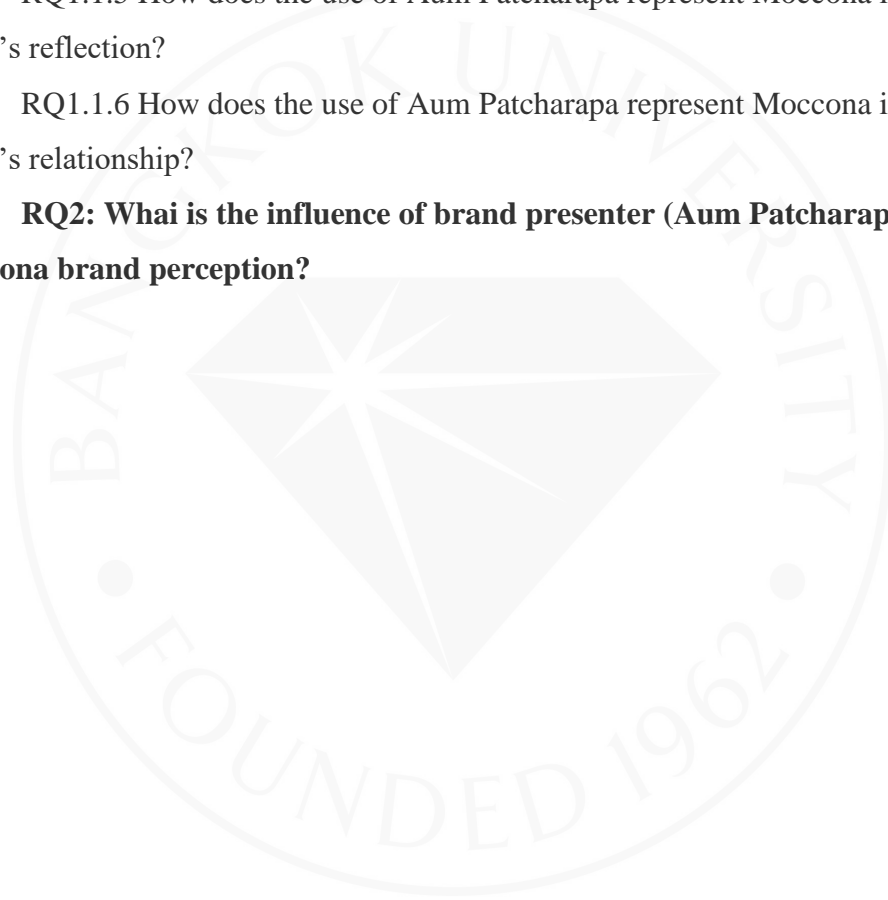 RQ1.1.5 How does the use of Aum Patcharapa represent Moccona
's reflection?
RQ1.1.6 How does the use of Aum Patcharapa represent Moccona i
's relationship?
RQ2: Whai is the influence of brand presenter (Aum Patcharap
ona brand perception?
BANGKOK UNIVERSITY
FOUNDED 1962